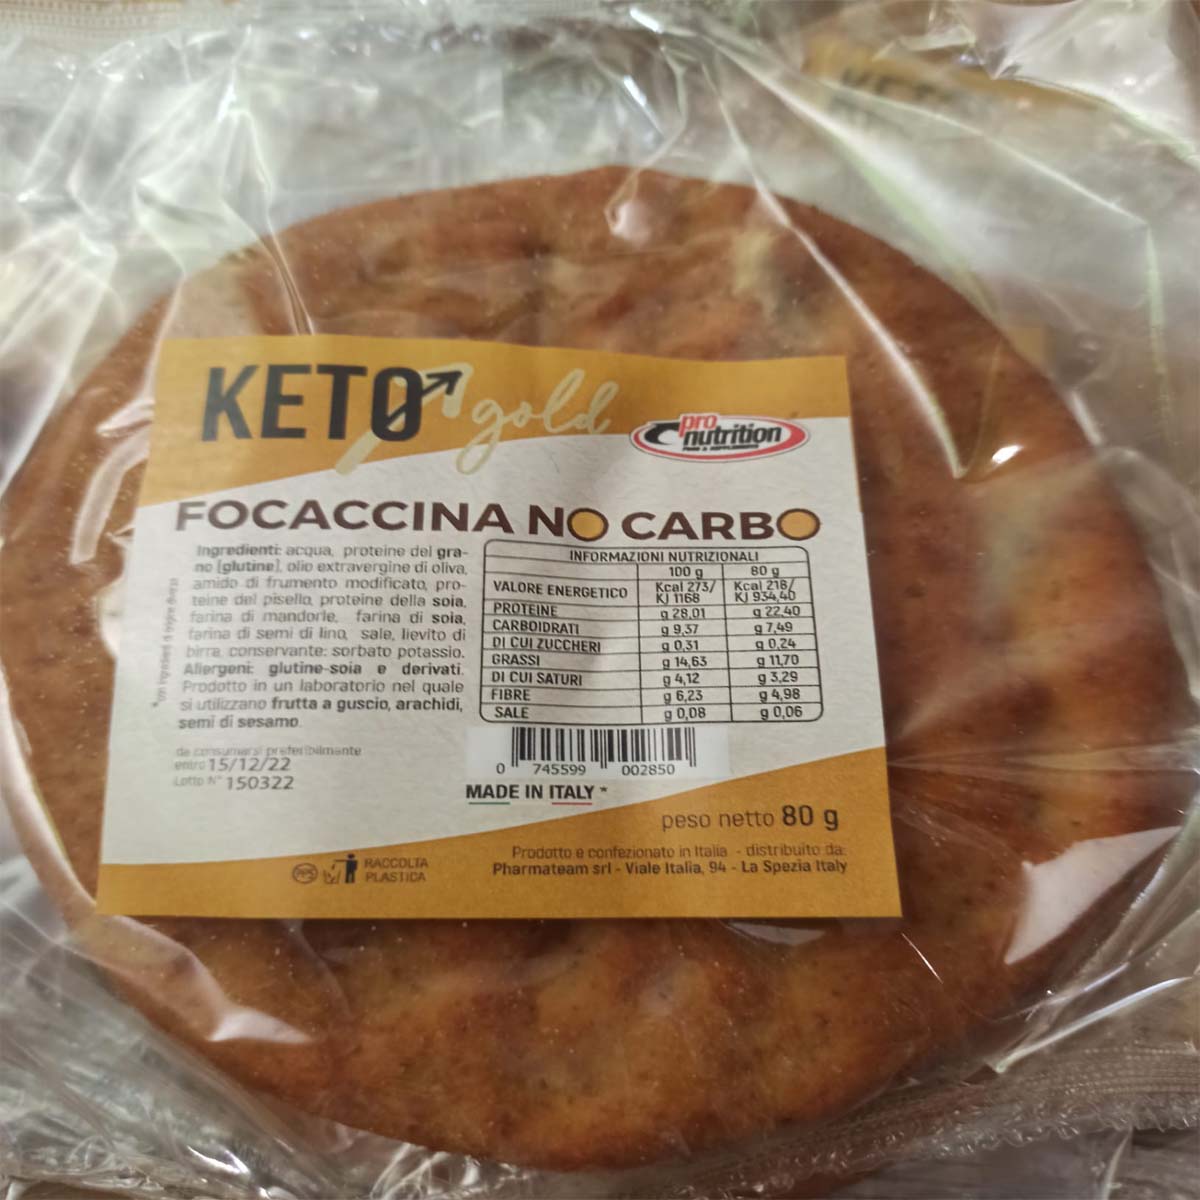 KETO gold
pro
nutrition
FOCACCINA NO CARBO
Ingredienti: acqua, proteine del gra-
no [glutine], olio extravergine di oliva,
amido di frumento modificato, pro-
teine del pisello, proteine della soia,
farina di mandorle, farina di soia,
farina di semi di lino, sale, lievito di
birra, conservante: sorbato potassio.
Allergeni: glutine-soia e derivati.
Prodotto in un laboratorio nel quale
si utilizzano frutta a guscio, arachidi,
semi di sesamo.
da consumarsi preferibilmante
entro 15/12/22
Lotto N° 150322
INFORMAZIONI NUTRIZIONALI
100 g 80 g
VALORE ENERGETICO Kcal 273/ KJ 1168 Kcal 218/ KJ 934,40
PROTEINE g 28,01 g 22,40
CARBOIDRATI g 9,37 g 7,49
DI CUI ZUCCHERI g 0,31 g 0,24
GRASSI g 14,63 g 11,70
DI CUI SATURI g 4,12 g 3,29
FIBRE g 6,23 g 4,98
SALE g 0,08 g 0,06
0 745599 002850
MADE IN ITALY *
peso netto 80 g
Prodotto e confezionato in Italia - distribuito da:
Pharmateam srl - Viale Italia, 94 - La Spezia Italy
RACCOLTA
PLASTICA